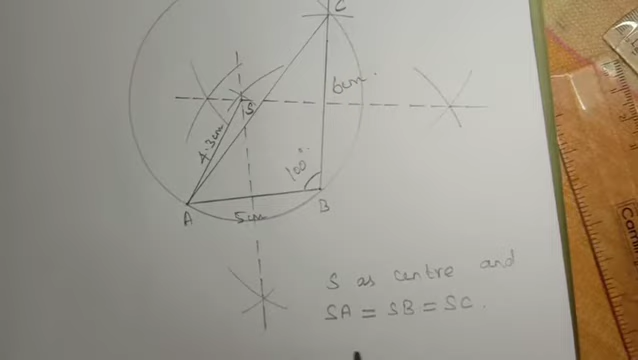 C
6cm.
S
4.3cm
100°
A
5cm
B
S as centre and
SA = SB = SC.